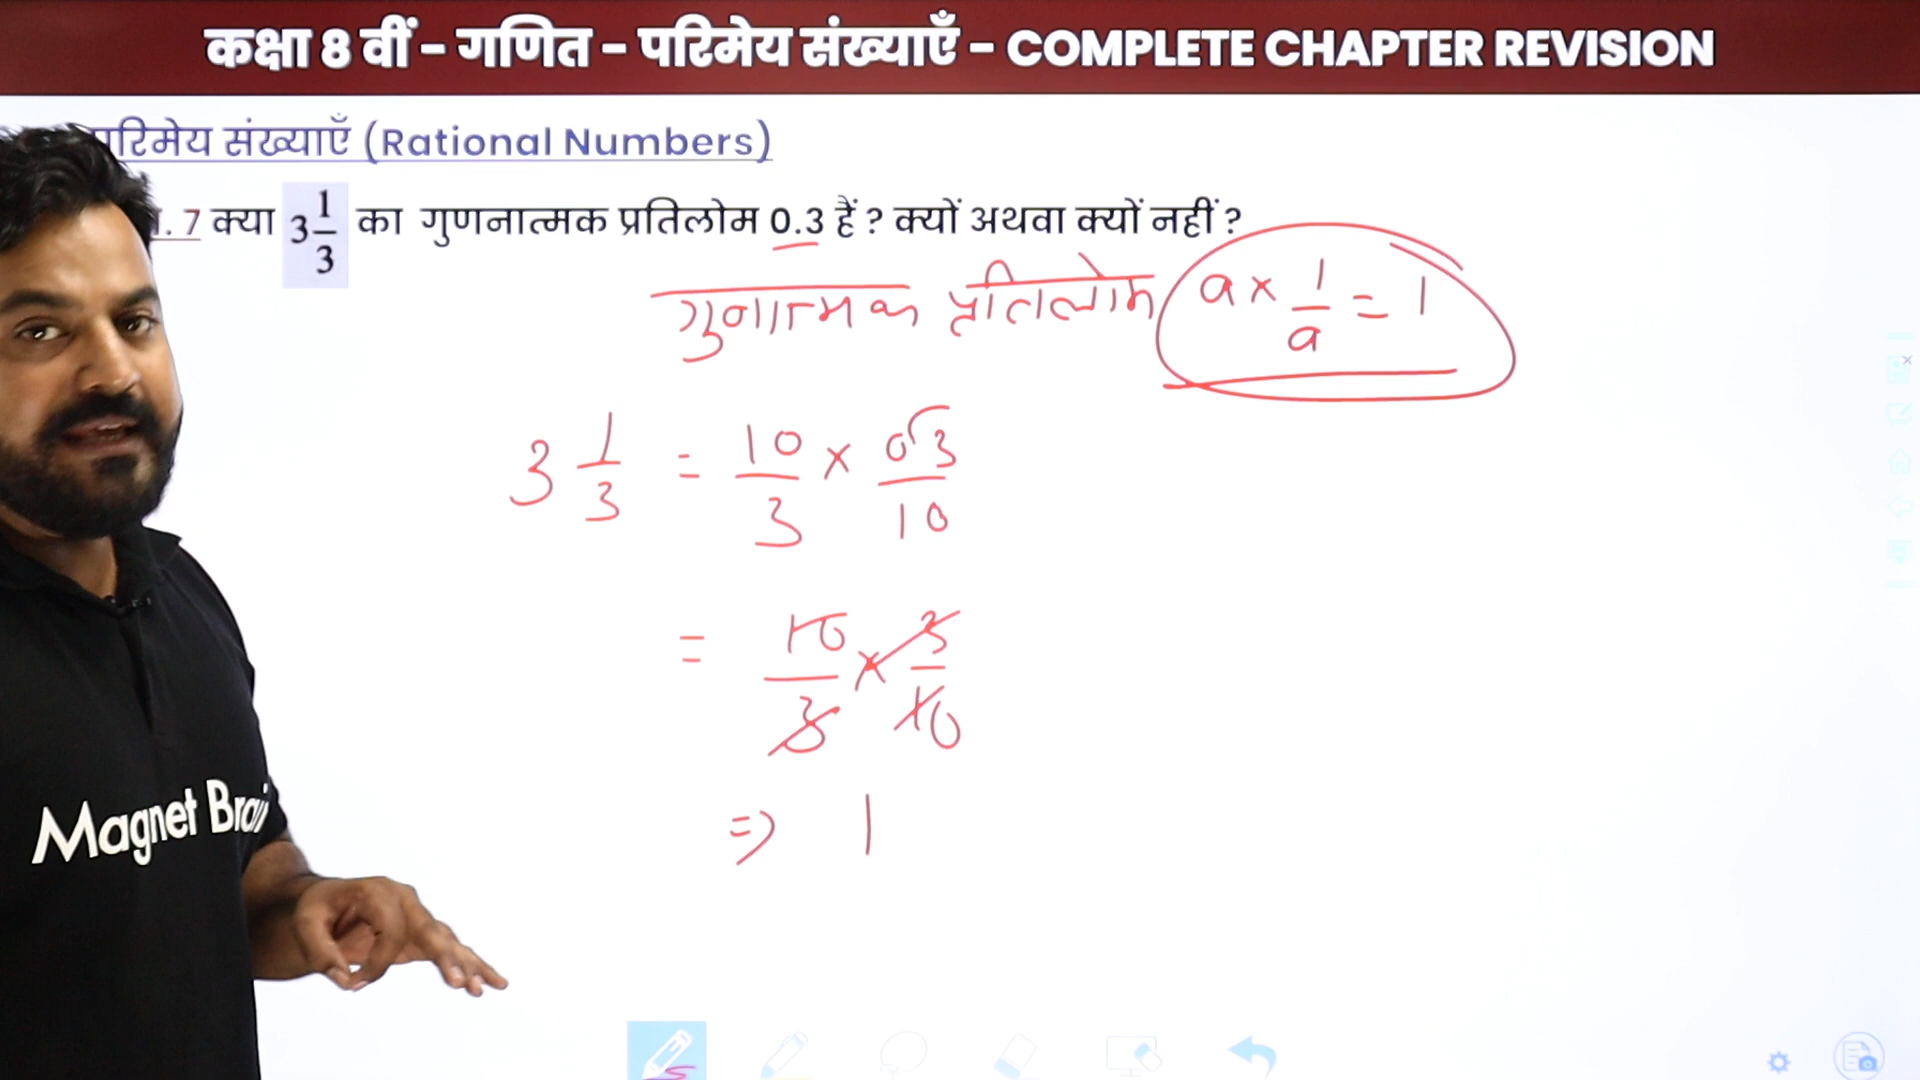 कक्षा 8 वीं – गणित – परिमेय संख्याएँ – COMPLETE CHAPTER REVISION
परिमेय संख्याएँ (Rational Numbers)
. 7 क्या 3 1/3 का गुणनात्मक प्रतिलोम 0.3 हैं ? क्यों अथवा क्यों नहीं ?
गुनात्मक प्रतिलोम a × 1/a = 1
3 1/3 = 10/3 × 03/10
= 10/3 × 3/10
⇒ 1
Magnet Brai